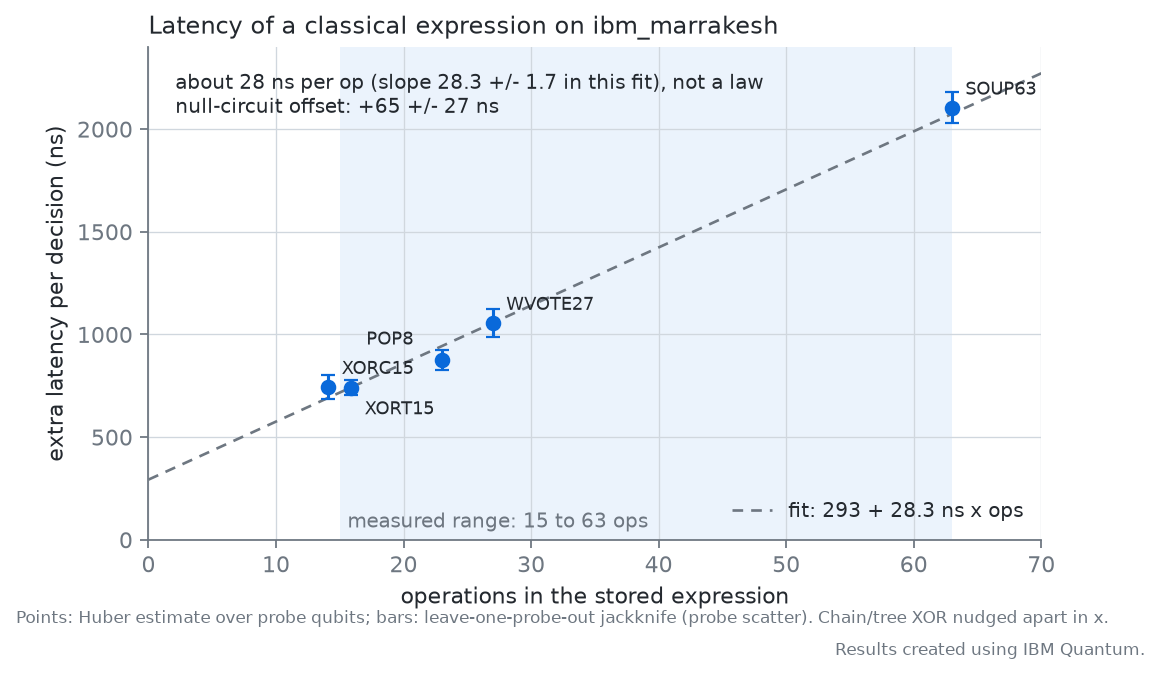 Latency of a classical expression on ibm_marrakesh
about 28 ns per op (slope 28.3 +/- 1.7 in this fit), not a law
null-circuit offset: +65 +/- 27 ns
extra latency per decision (ns)
2000
1500
1000
500
0
SOUP63
WVOTE27
POP8
XORC15
XORT15
measured range: 15 to 63 ops
fit: 293 + 28.3 ns x ops
0 10 20 30 40 50 60 70
operations in the stored expression
Points: Huber estimate over probe qubits; bars: leave-one-probe-out jackknife (probe scatter). Chain/tree XOR nudged apart in x.
Results created using IBM Quantum.